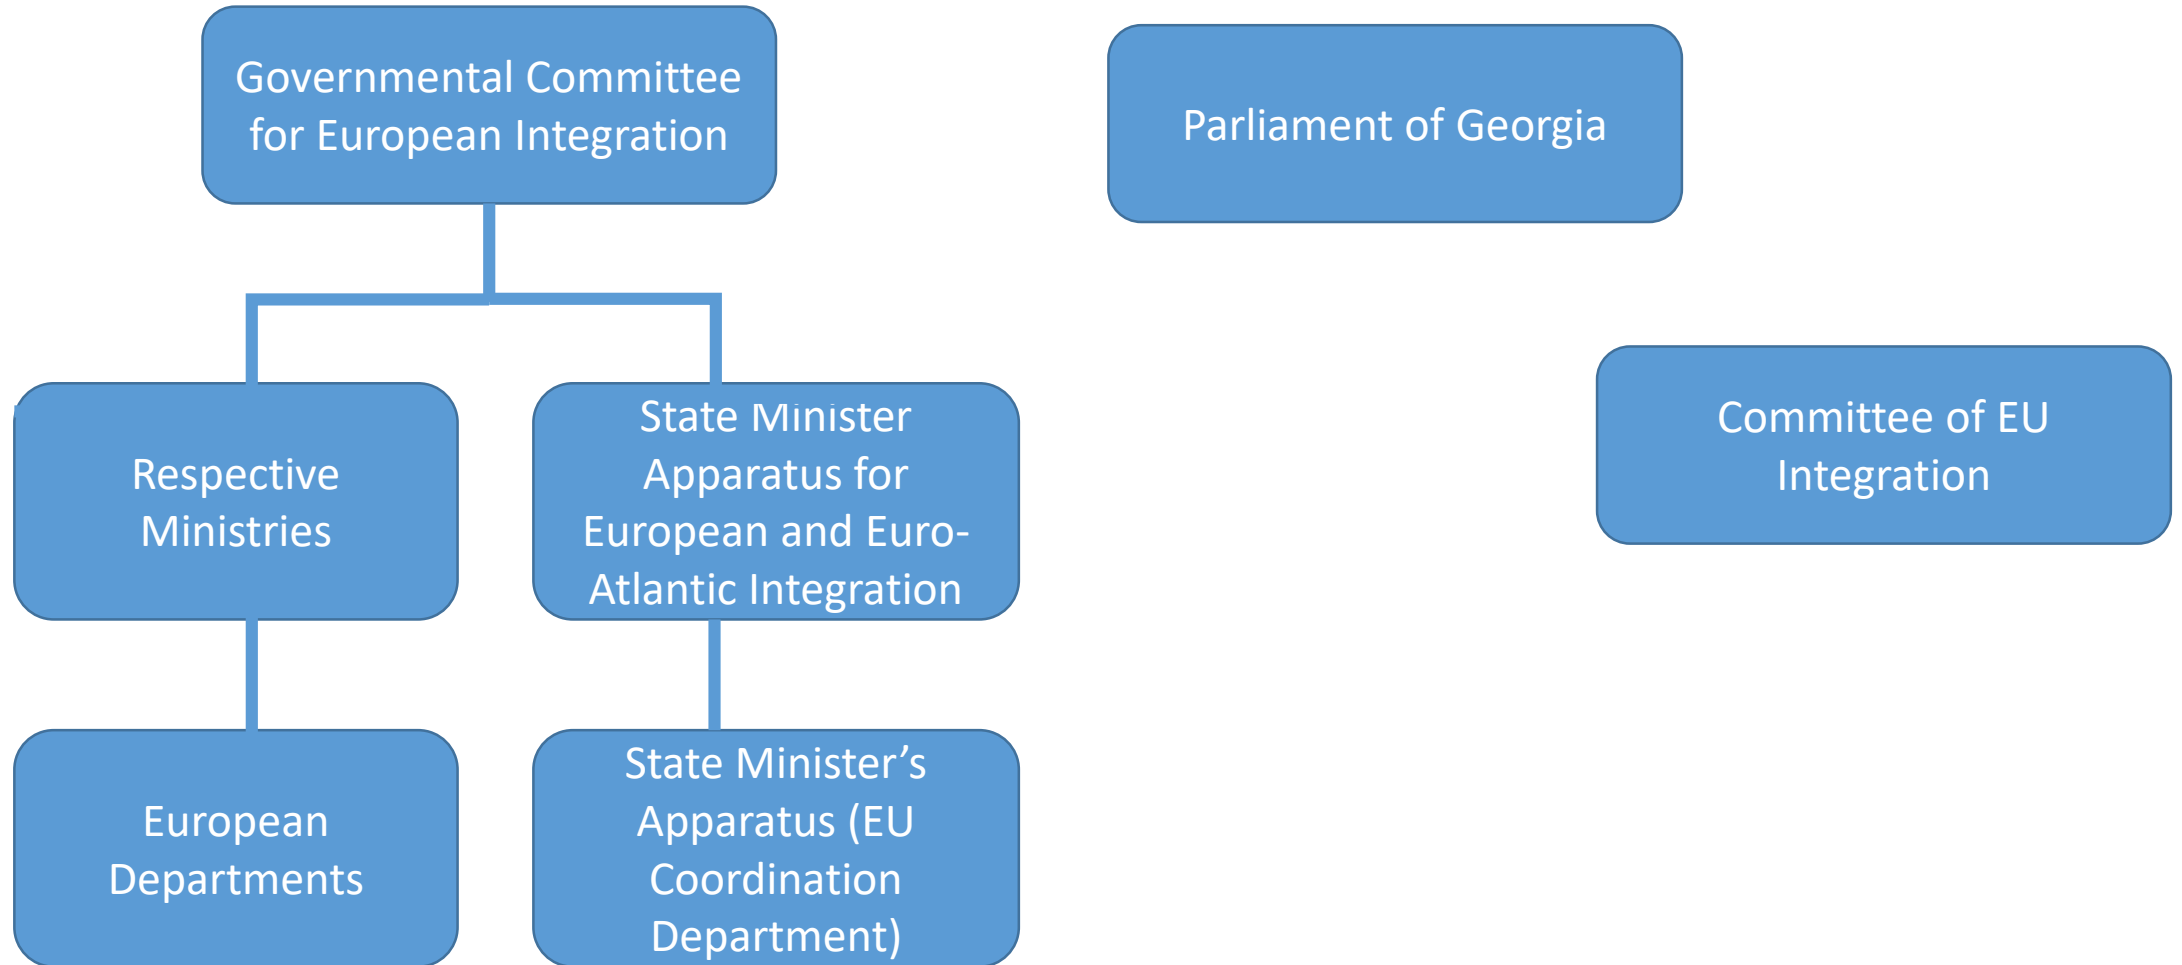 Governmental Committee
for European Integration
Parliament of Georgia
Respective
Ministries
State Minister
Apparatus for
European and Euro-
Atlantic Integration
Committee of EU
Integration
European
Departments
State Minister’s
Apparatus (EU
Coordination
Department)